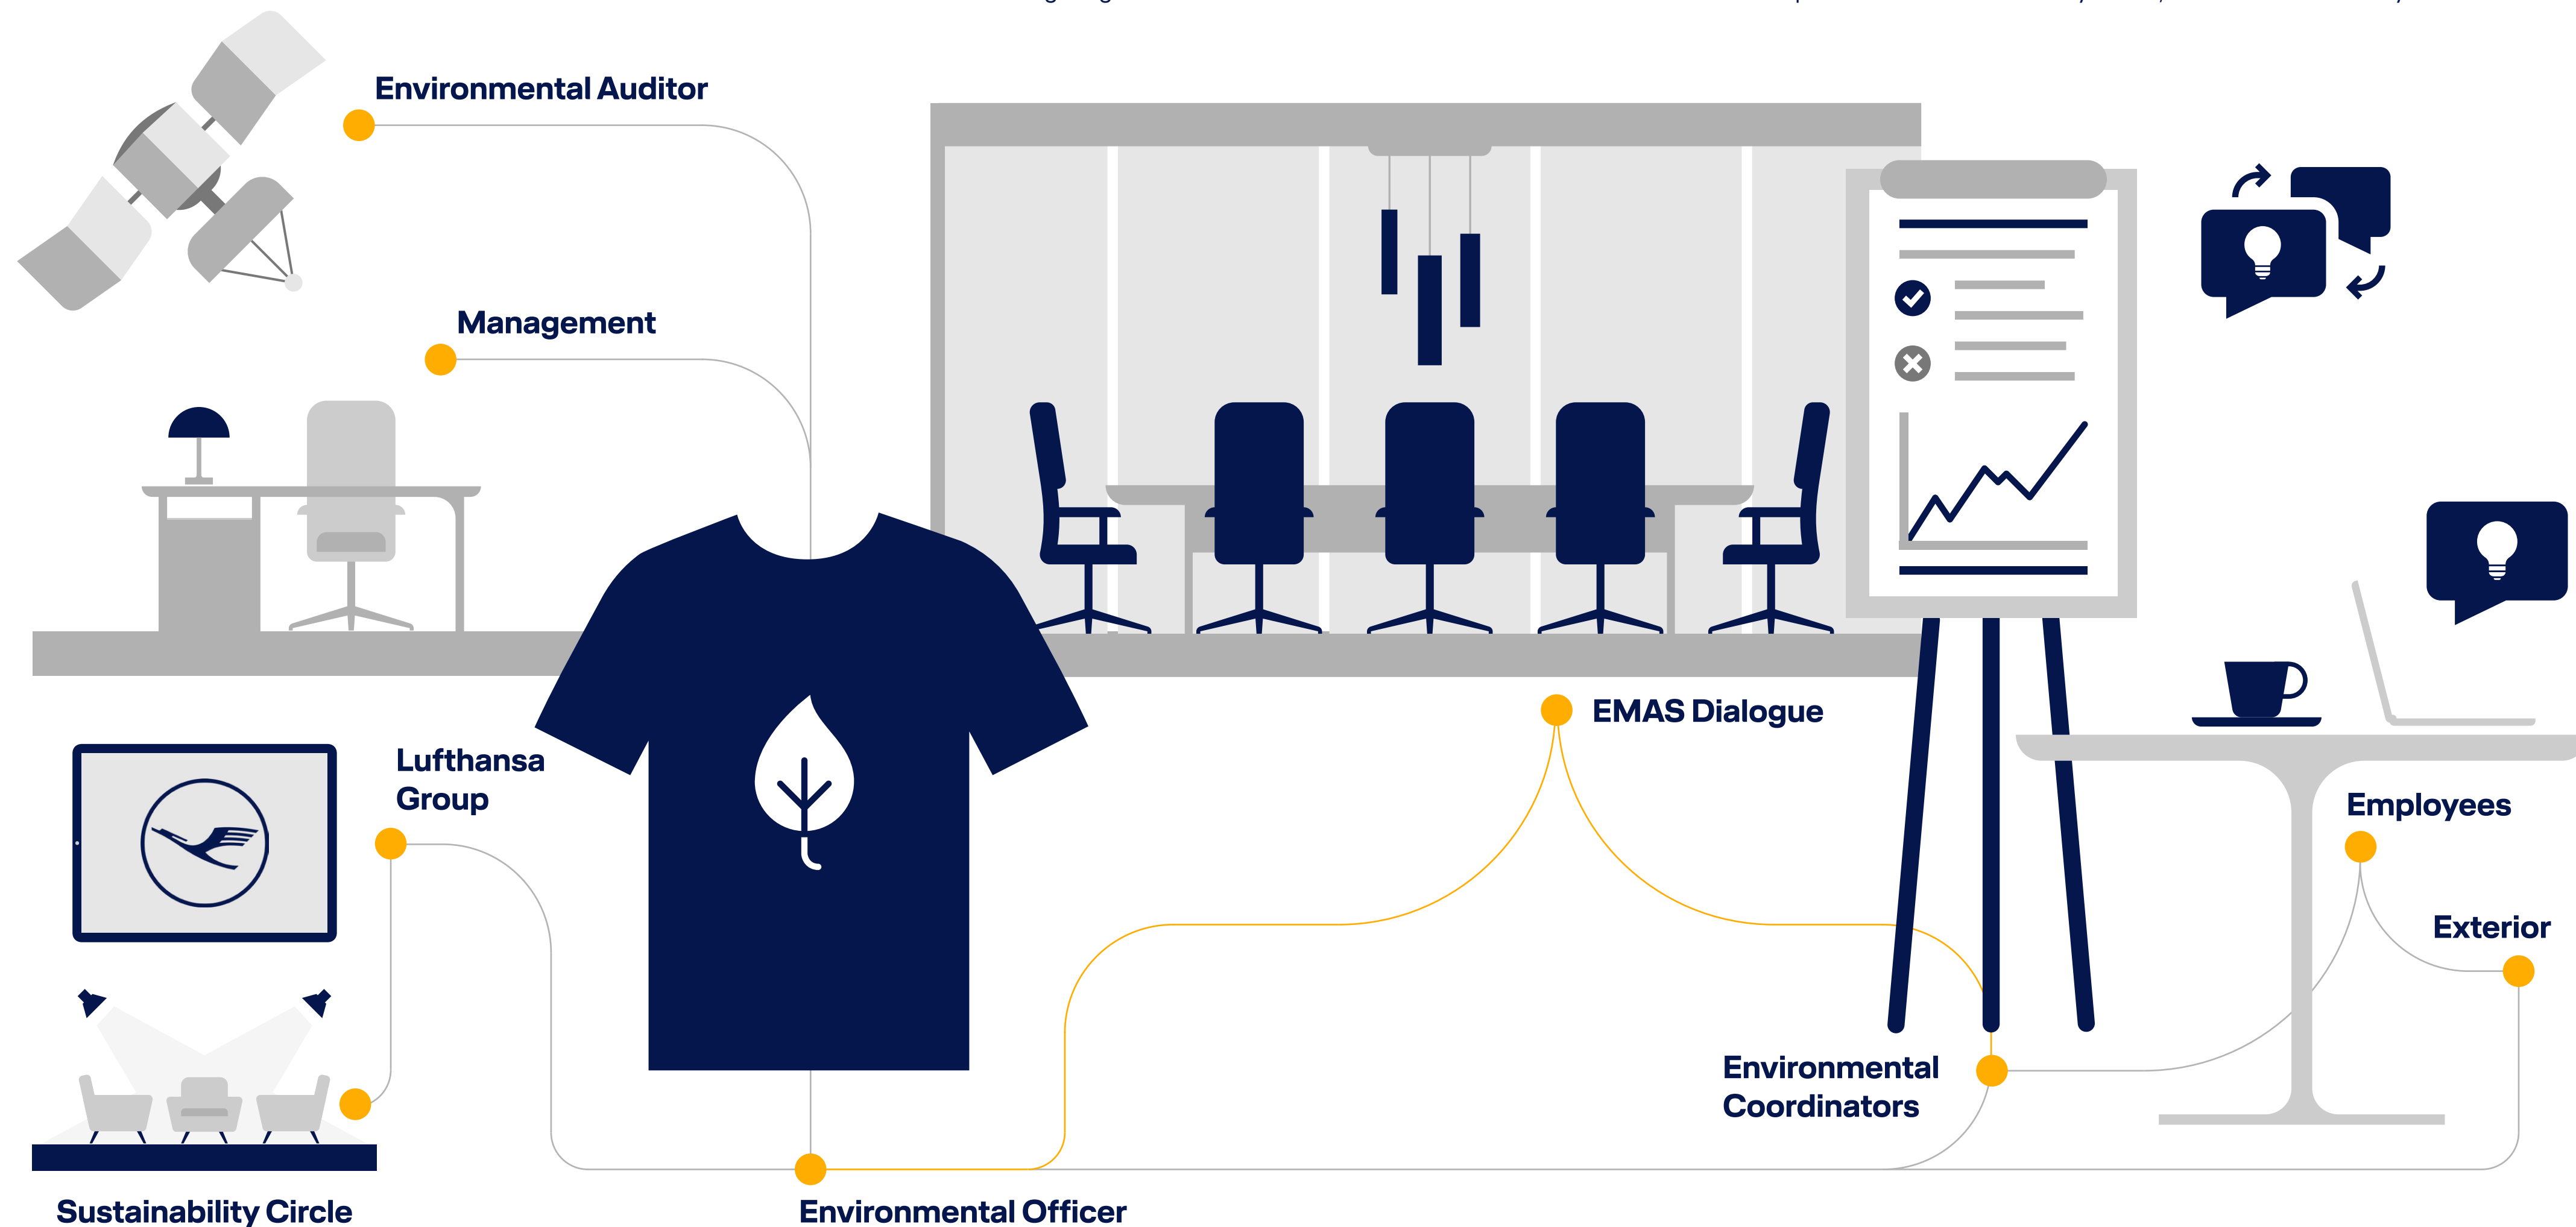 Environmental Auditor
Management
EMAS Dialogue
Lufthansa
Group
Employees
Exterior
Environmental
Coordinators
Sustainability Circle
Environmental Officer